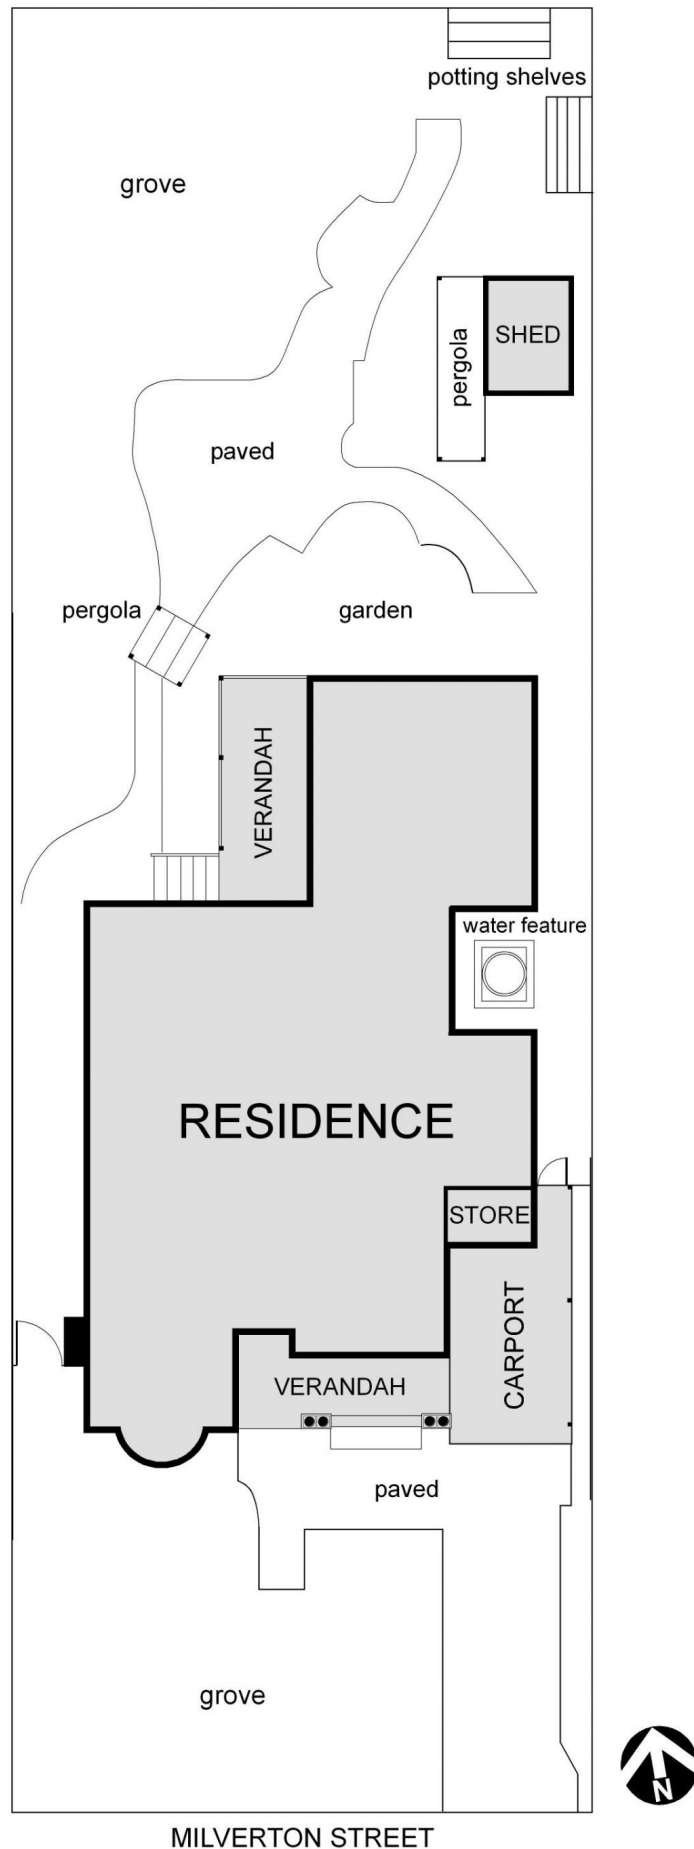 potting shelves
grove
SHED
pergola
paved
pergola
garden
VERANDAH
water feature
RESIDENCE
STORE
CARPORT
VERANDAH
paved
grove
N
MILVERTON STREET